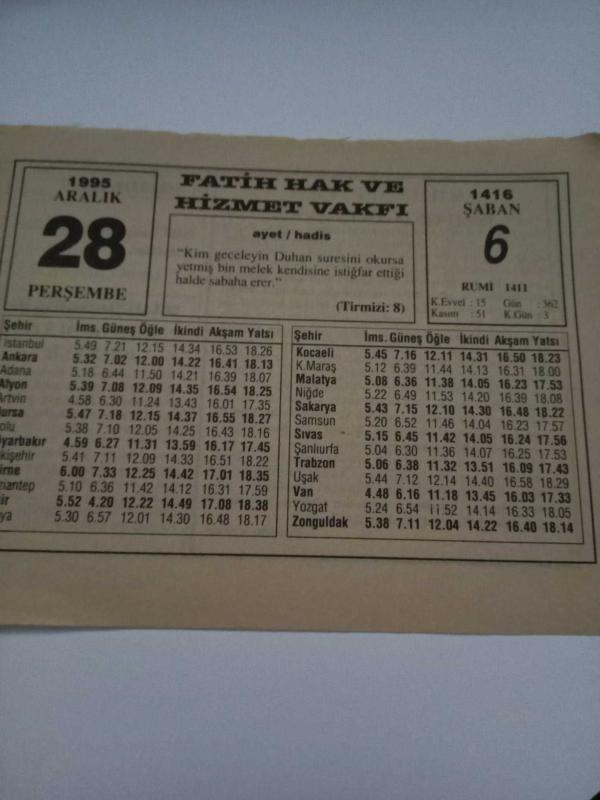 1995
ARALIK
28
PERŞEMBE
FATİH HAK VE
HİZMET VAKFI
ayet / hadis
"Kim geceleyin Duhan suresini okursa
yetmiş bin melek kendisine istiğfar ettiği
halde sabaha erer."
(Tirmizi: 8)
1416
ŞABAN
6
RUMİ 1411
K.Evvel : 15 Gün : 362
Kasım : 51 K.Gün : 3
Şehir İms. Güneş Öğle İkindi Akşam Yatsı
İstanbul 5.49 7.21 12.15 14.34 16.53 18.26
Ankara 5.32 7.02 12.00 14.22 16.41 18.13
Adana 5.18 6.44 11.50 14.21 16.39 18.07
Afyon 5.39 7.08 12.09 14.35 16.54 18.25
Artvin 4.58 6.30 11.24 13.43 16.01 17.35
ursa 5.47 7.18 12.15 14.37 16.55 18.27
olu 5.38 7.10 12.05 14.25 16.43 18.16
iyarbakır 4.59 6.27 11.31 13.59 16.17 17.45
kişehir 5.41 7.11 12.09 14.33 16.51 18.22
irne 6.00 7.33 12.25 14.42 17.01 18.35
ziantep 5.10 6.36 11.42 14.12 16.31 17.59
ir 5.52 4.20 12.22 14.49 17.08 18.38
ya 5.30 6.57 12.01 14.30 16.48 18.17
Şehir İms. Güneş Öğle İkindi Akşam Yatsı
Kocaeli 5.45 7.16 12.11 14.31 16.50 18.23
K.Maraş 5.12 6.39 11.44 14.13 16.31 18.00
Malatya 5.08 6.36 11.38 14.05 16.23 17.53
Niğde 5.22 6.49 11.53 14.20 16.39 18.08
Sakarya 5.43 7.15 12.10 14.30 16.48 18.22
Samsun 5.20 6.52 11.46 14.04 16.23 17.57
Sıvas 5.15 6.45 11.42 14.05 16.24 17.56
Şanlıurfa 5.04 6.30 11.36 14.07 16.25 17.53
Trabzon 5.06 6.38 11.32 13.51 16.09 17.43
Uşak 5.44 7.12 12.14 14.40 16.58 18.29
Van 4.48 6.16 11.18 13.45 16.03 17.33
Yozgat 5.24 6.54 11.52 14.14 16.33 18.05
Zonguldak 5.38 7.11 12.04 14.22 16.40 18.14